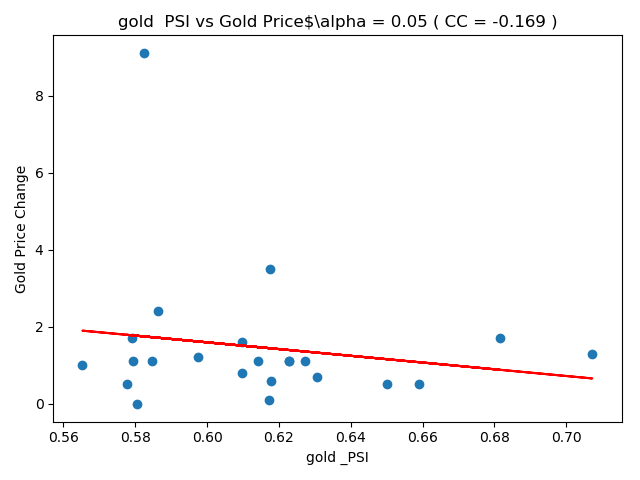 gold  PSI vs Gold Price$\alpha = 0.05 ( CC = -0.169 )
Gold Price Change
8
6
4
2
0
0.56 0.58 0.60 0.62 0.64 0.66 0.68 0.70
gold _PSI